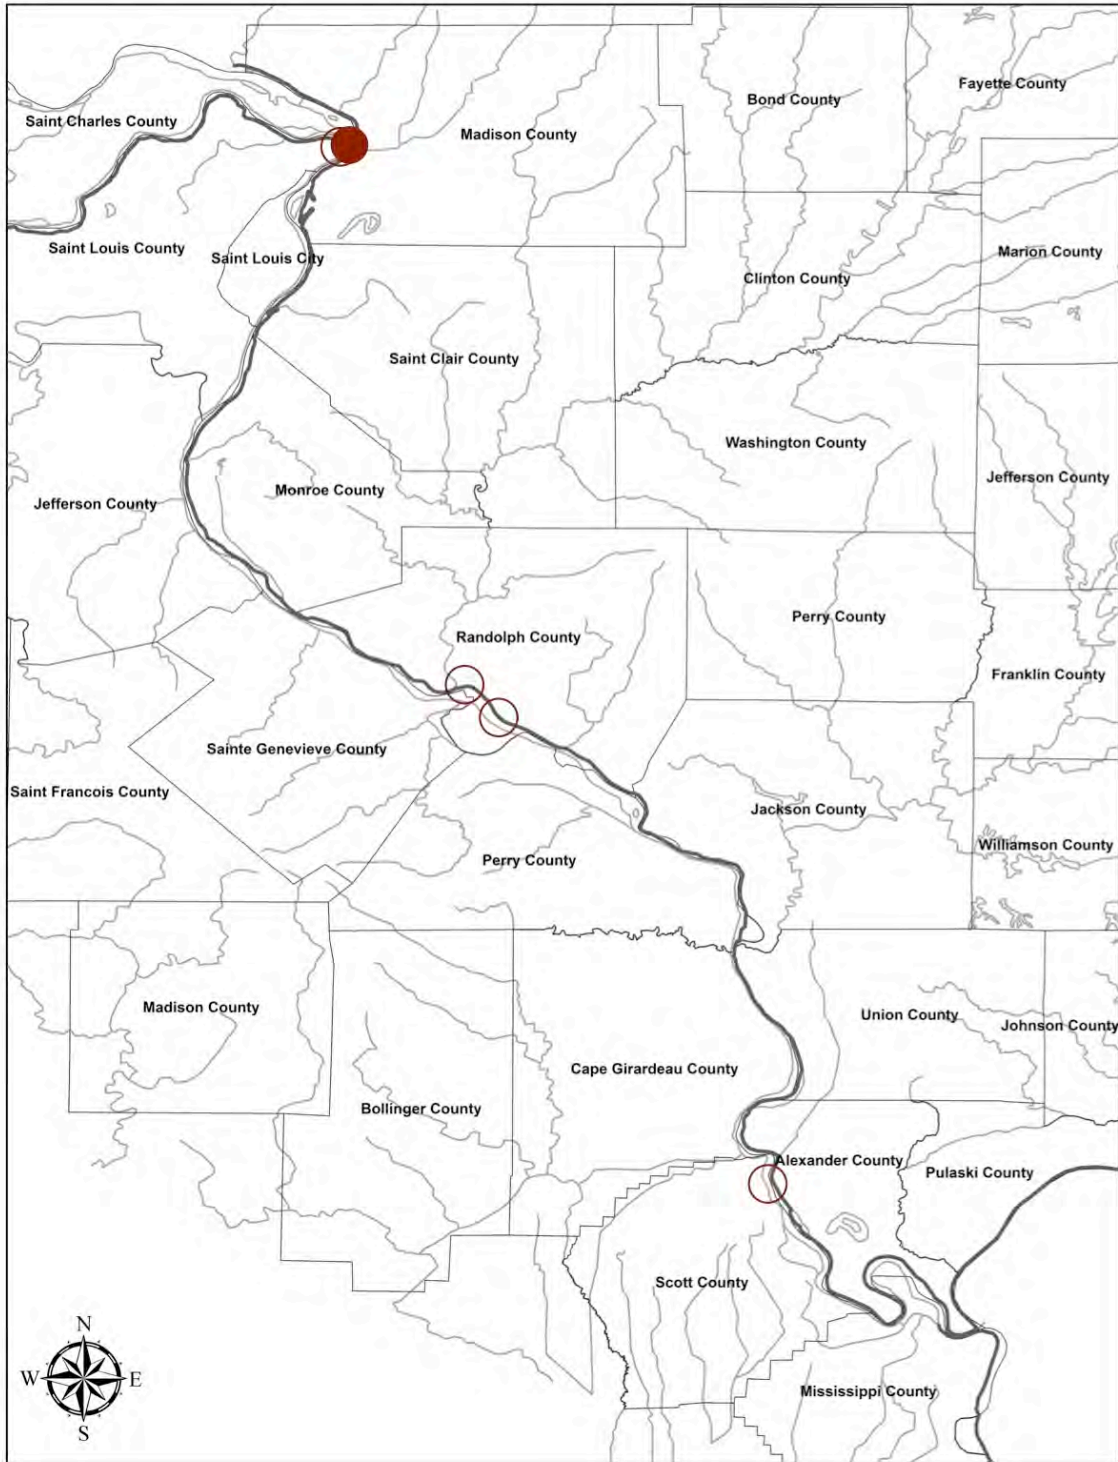 Fayette County
Bond County
Saint Charles County
Madison County
Saint Louis County
Saint Louis City
Marion County
Clinton County
Saint Clair County
Washington County
Jefferson County
Monroe County
Jefferson County
Perry County
Randolph County
Franklin County
Sainte Genevieve County
Saint Francois County
Jackson County
Williamson County
Perry County
Madison County
Union County
Johnson County
Cape Girardeau County
Bollinger County
Alexander County
Pulaski County
Scott County
N
W E
S
Mississippi County